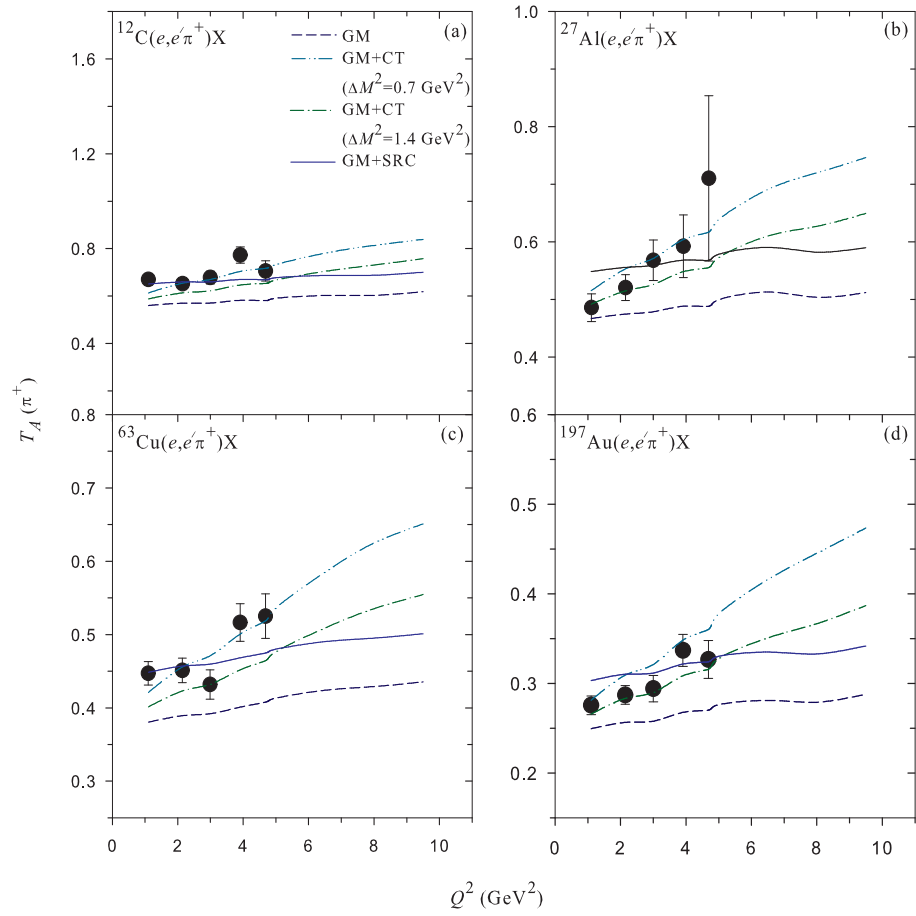 ¹²C(e,e′π⁺)X
(a)
GM
GM+CT
(ΔM²=0.7 GeV²)
GM+CT
(ΔM²=1.4 GeV²)
GM+SRC
1.6
1.2
0.8
0.4
0.0
²⁷Al(e,e′π⁺)X
(b)
1.0
0.8
0.6
0.4
T_A(π⁺)
⁶³Cu(e,e′π⁺)X
(c)
0.8
0.6
0.5
0.4
0.3
¹⁹⁷Au(e,e′π⁺)X
(d)
0.6
0.5
0.4
0.3
0.2
0 2 4 6 8 10
0 2 4 6 8 10
Q² (GeV²)